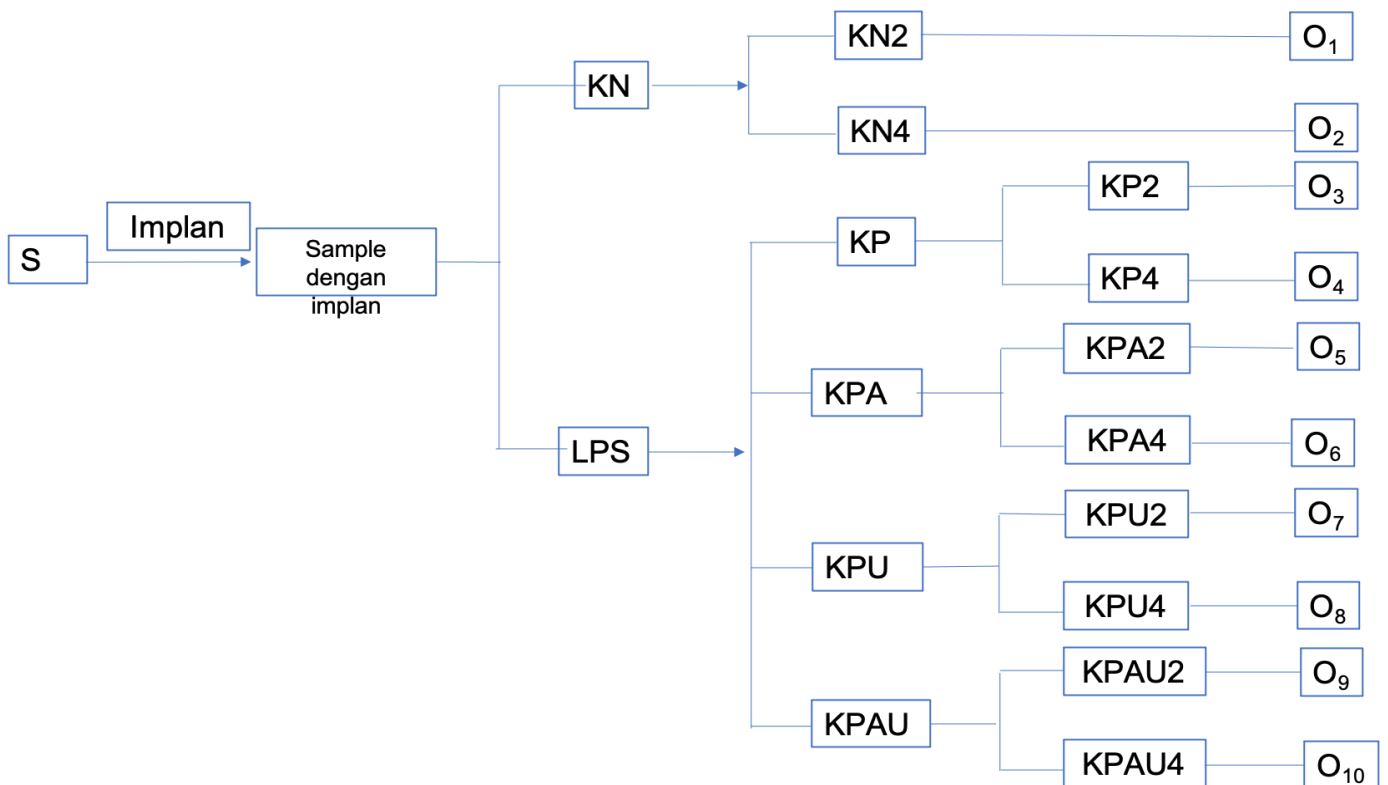 S
Implan
Sample
dengan
implan
KN
KN2
O₁
KN4
O₂
LPS
KP
KP2
O₃
KP4
O₄
KPA
KPA2
O₅
KPA4
O₆
KPU
KPU2
O₇
KPU4
O₈
KPAU
KPAU2
O₉
KPAU4
O₁₀